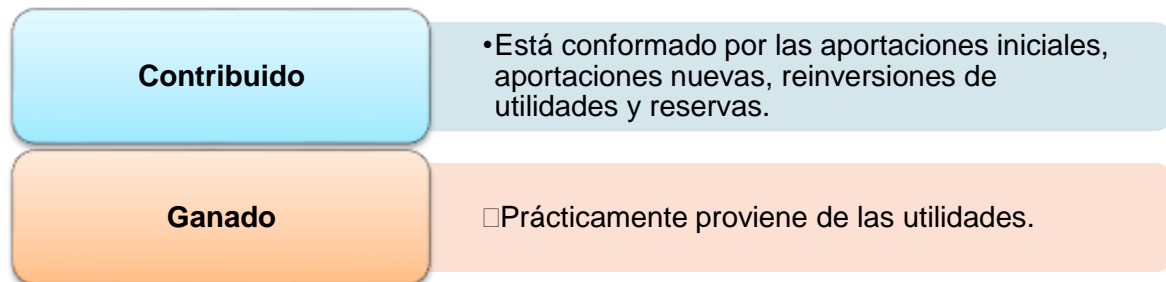 Contribuido
•Está conformado por las aportaciones iniciales,
aportaciones nuevas, reinversiones de
utilidades y reservas.
Ganado
□Prácticamente proviene de las utilidades.